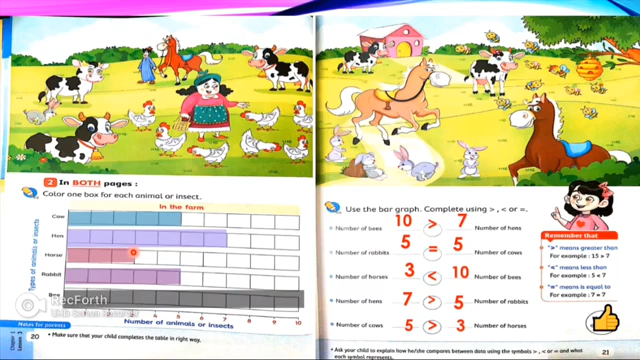 2 In BOTH pages :
Color one box for each animal or insect.
In the farm
Types of animals or insects
Cow
Hen
Horse
Rabbit
Bee
1 2 3 4 5 6 7 8 9 10
Number of animals or insects
RecForth
Notes for parents
20
• Make sure that your child completes the table in right way.
Use the bar graph. Complete using > , < or = .
10 > 7
Number of bees
Number of hens
5 = 5
Number of rabbits
Number of cows
3 < 10
Number of horses
Number of bees
7 > 5
Number of hens
Number of rabbits
5 > 3
Number of cows
Number of horses
Remember that
">" means greater than
For example : 15 > 7
"<" means less than
For example : 5 < 7
"=" means is equal to
For example : 7 = 7
• Ask your child to explain how he/she compares between data using the symbols > , < or = and what
each symbol represents.
21